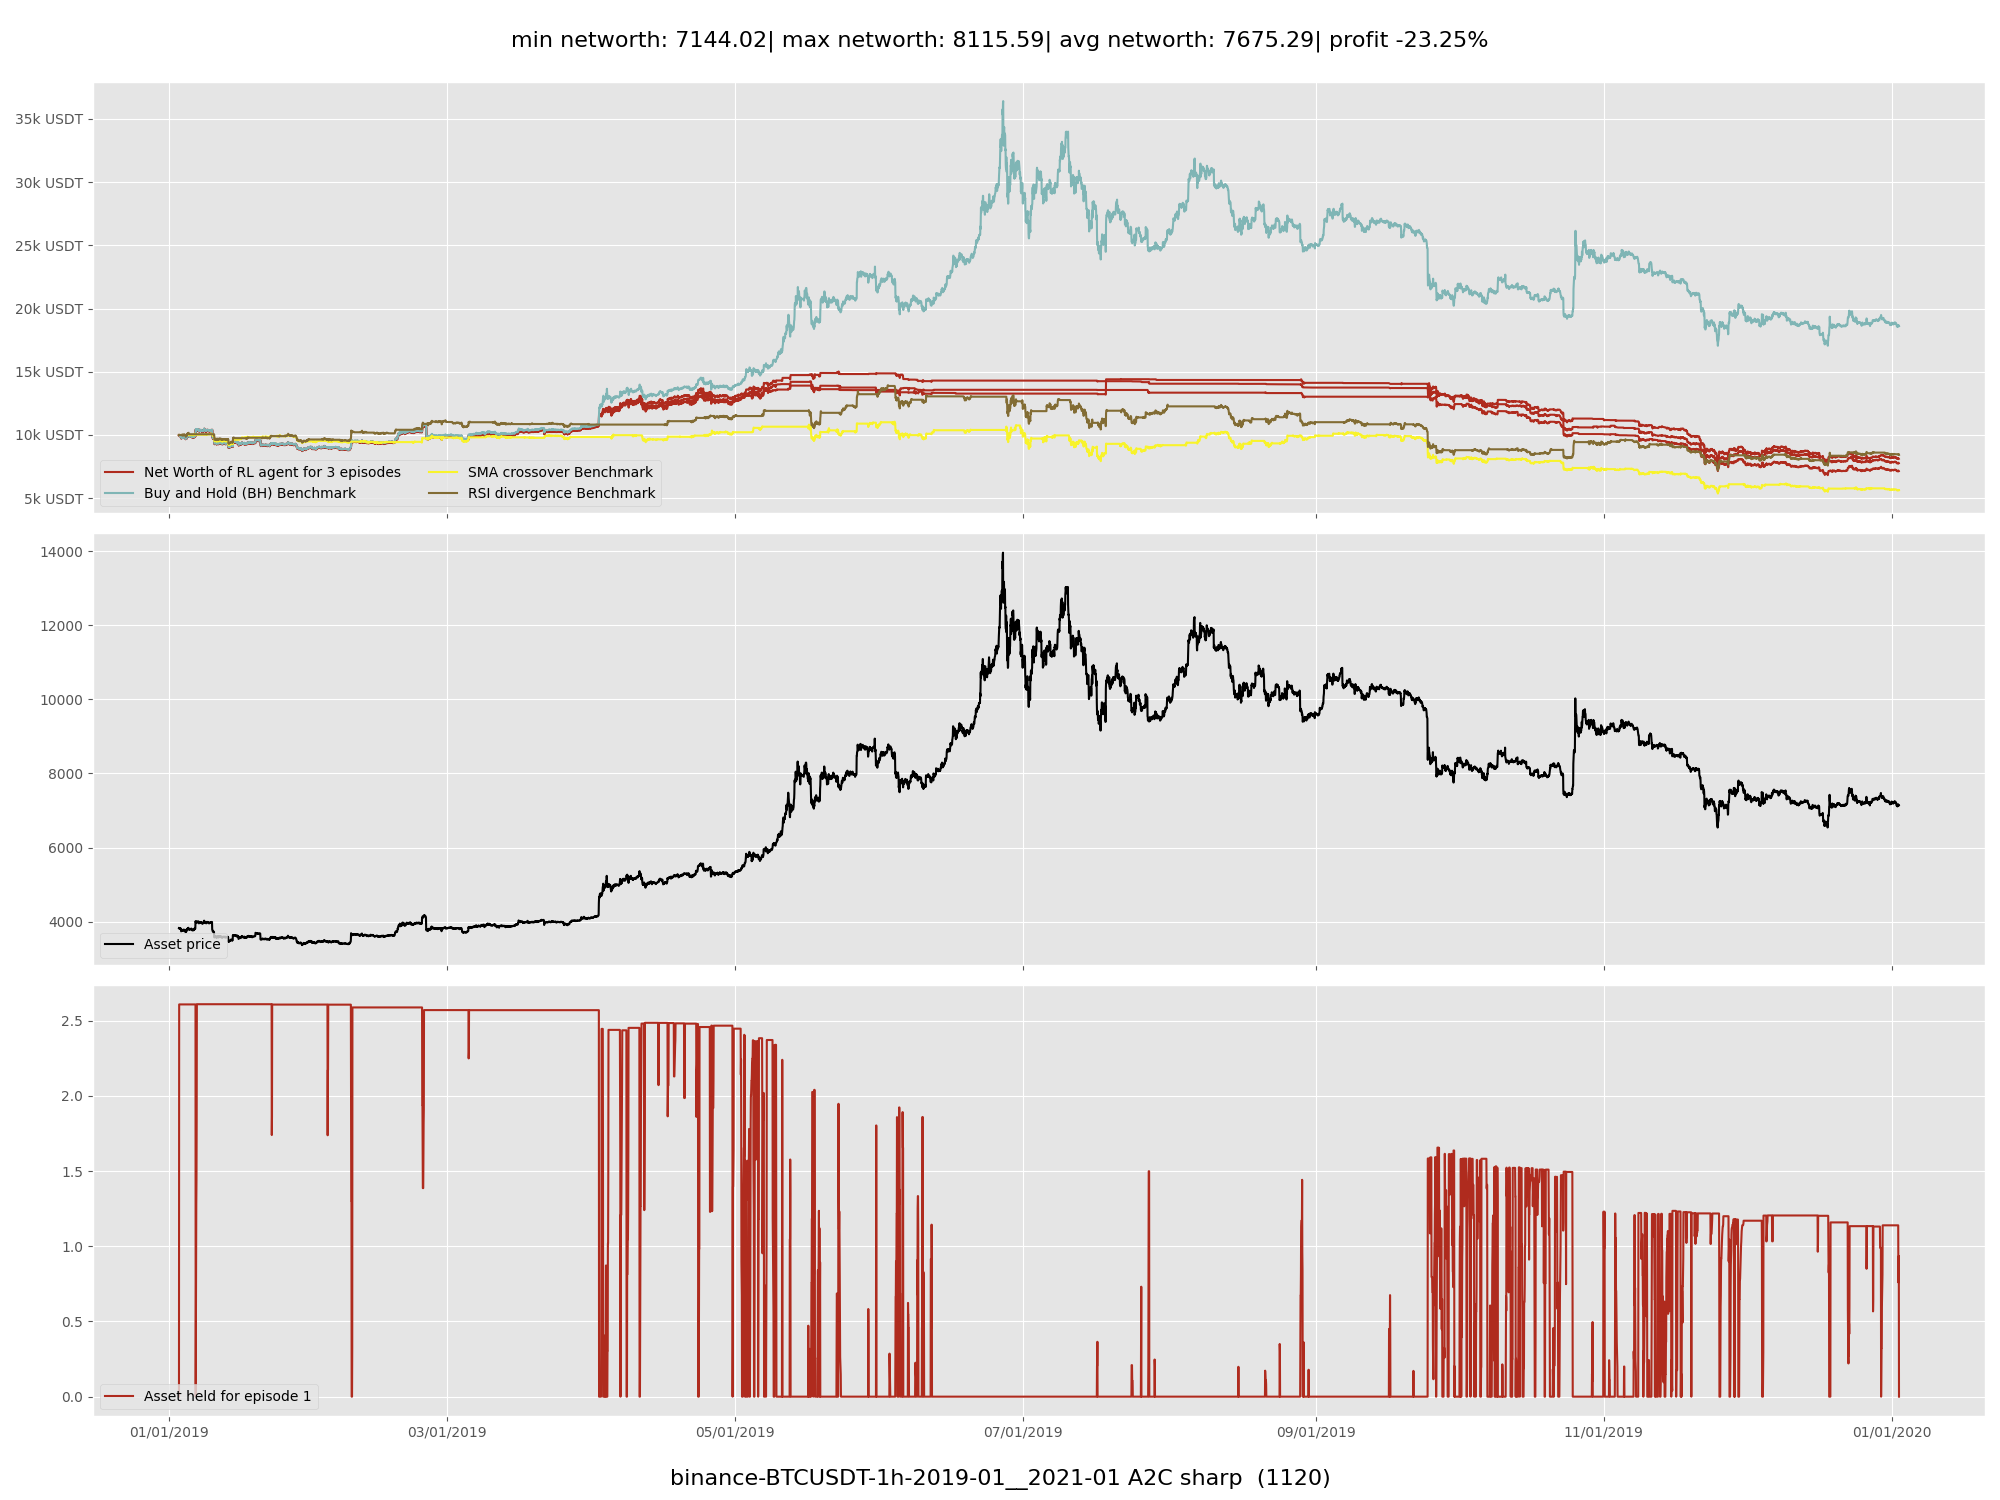 min networth: 7144.02| max networth: 8115.59| avg networth: 7675.29| profit -23.25%
35k USDT
30k USDT
25k USDT
20k USDT
15k USDT
10k USDT
5k USDT
Net Worth of RL agent for 3 episodes
Buy and Hold (BH) Benchmark
SMA crossover Benchmark
RSI divergence Benchmark
14000
12000
10000
8000
6000
4000
Asset price
2.5
2.0
1.5
1.0
0.5
0.0
Asset held for episode 1
01/01/2019 03/01/2019 05/01/2019 07/01/2019 09/01/2019 11/01/2019 01/01/2020
binance-BTCUSDT-1h-2019-01__2021-01 A2C sharp (1120)